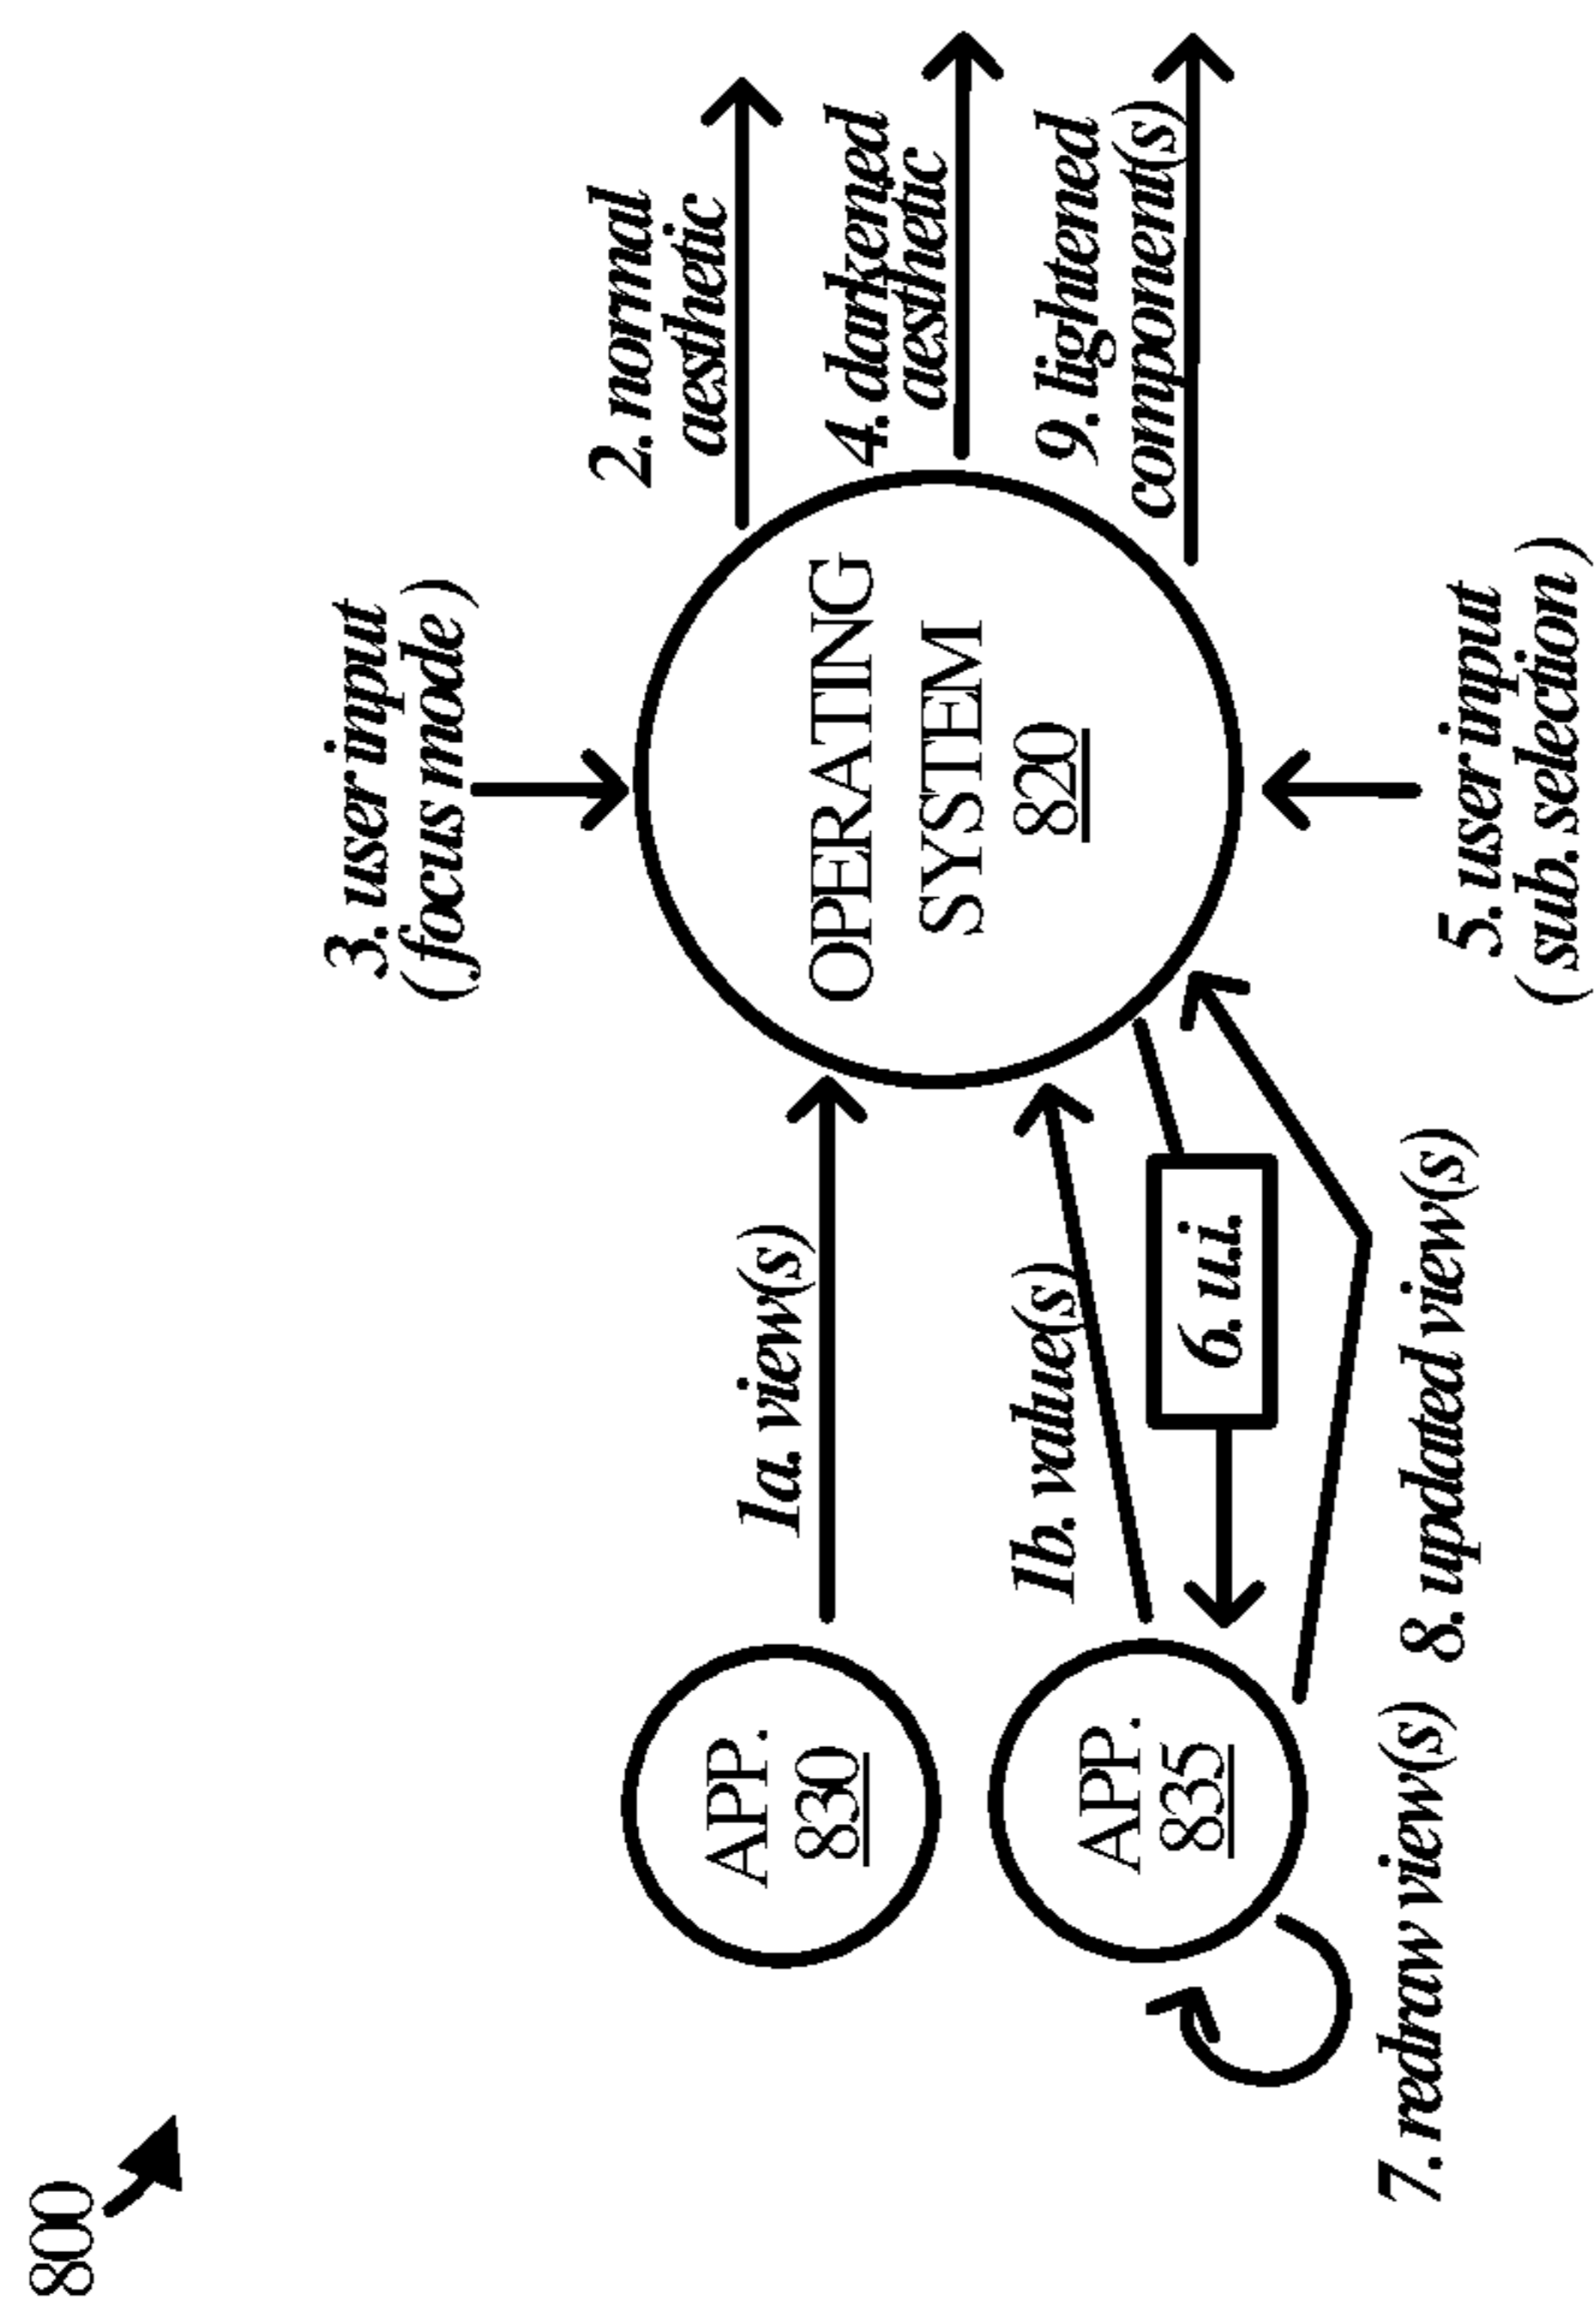 800
3. user input
(focus mode)
2. normal
aesthetic
1a. view(s)
4. darkened
aesthetic
APP.
830
OPERATING
SYSTEM
820
1b. value(s)
9. lightened
component(s)
APP.
835
6. u.i.
7. redraw view(s)
8. updated view(s)
5. user input
(sub. selection)